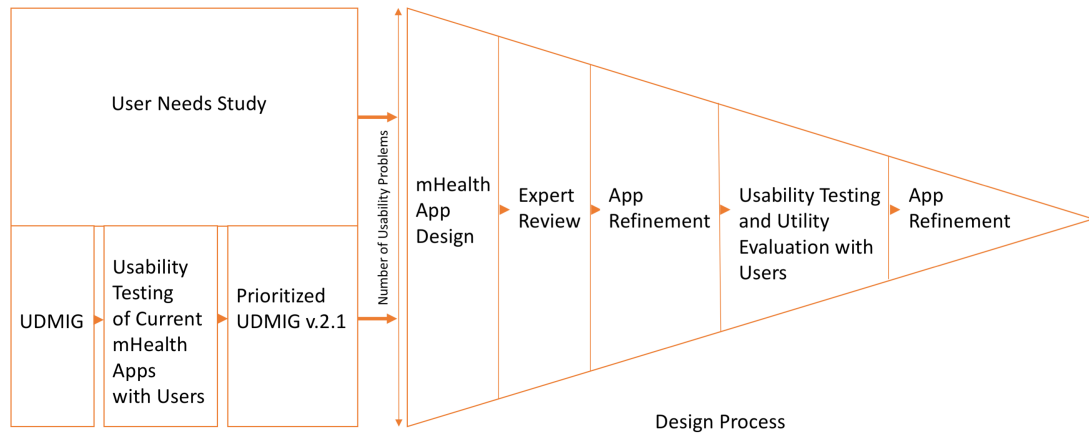 User Needs Study
UDMIG
Usability
Testing
of Current
mHealth
Apps
with Users
Prioritized
UDMIG v.2.1
Number of Usability Problems
mHealth
App
Design
Expert
Review
App
Refinement
Usability Testing
and Utility
Evaluation with
Users
App
Refinement
Design Process